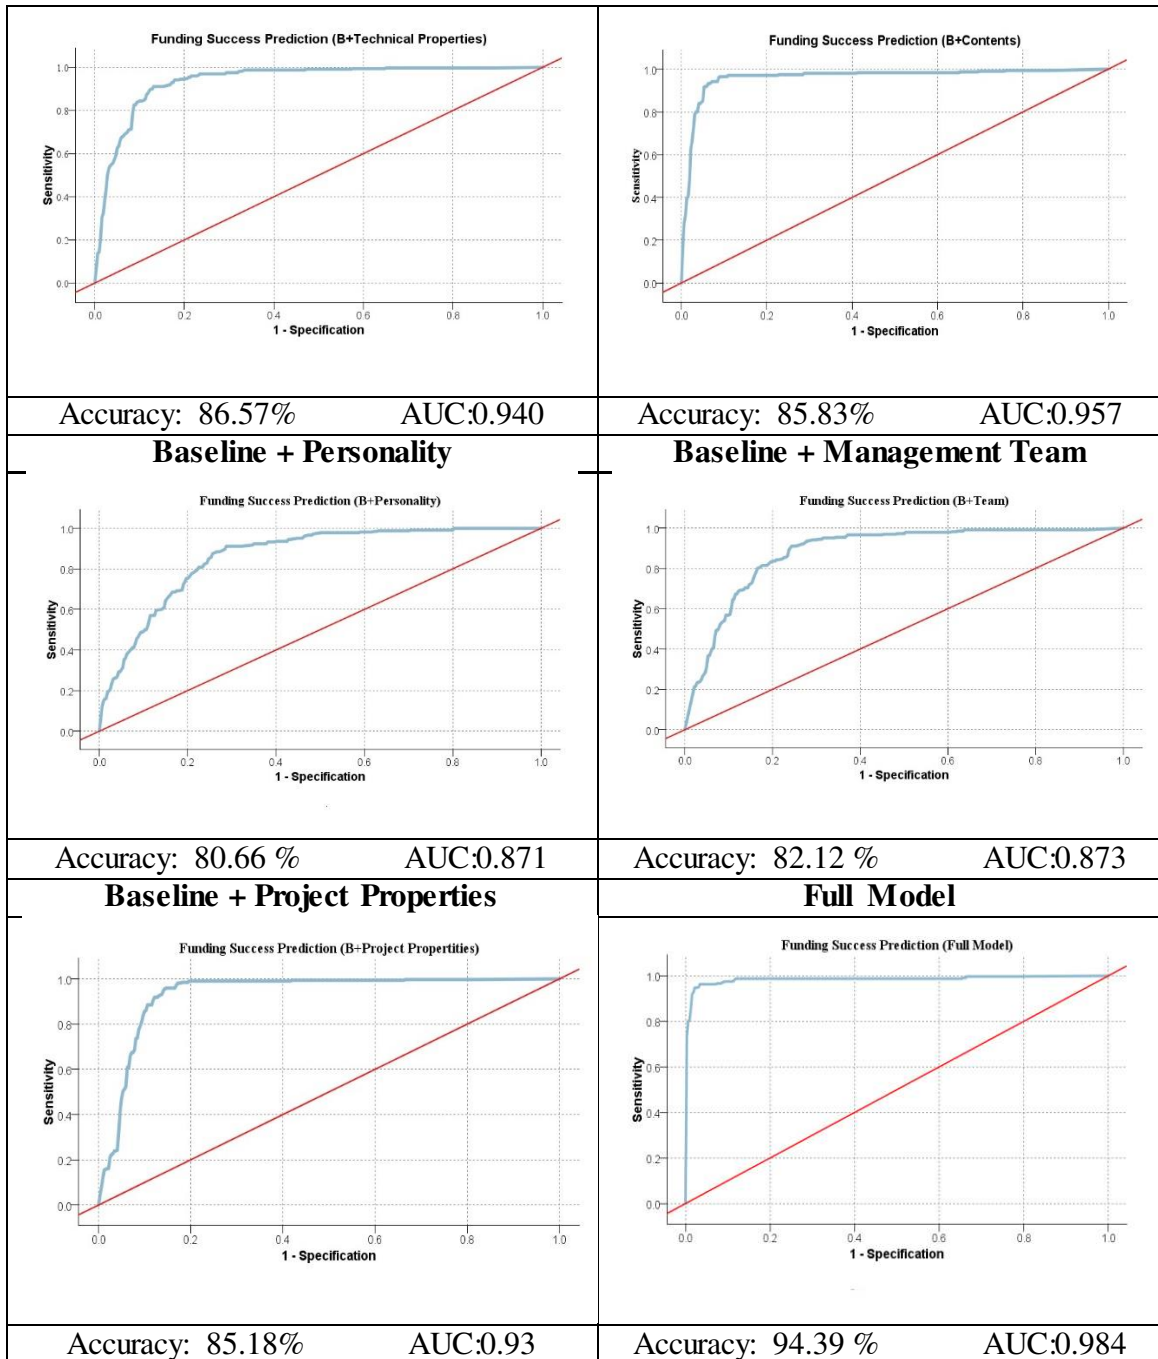 Funding Success Prediction (B+Technical Properties)
Sensitivity
1.0
0.8
0.6
0.4
0.2
0.0
0.0 0.2 0.4 0.6 0.8 1.0
1 - Specification
Funding Success Prediction (B+Contents)
Sensitivity
1.0
0.8
0.6
0.4
0.2
0.0
0.0 0.2 0.4 0.6 0.8 1.0
1 - Specification
Accuracy: 86.57% AUC:0.940
Accuracy: 85.83% AUC:0.957
Baseline + Personality
Baseline + Management Team
Funding Success Prediction (B+Personality)
Sensitivity
1.0
0.8
0.6
0.4
0.2
0.0
0.0 0.2 0.4 0.6 0.8 1.0
1 - Specification
Funding Success Prediction (B+Team)
Sensitivity
1.0
0.8
0.6
0.4
0.2
0.0
0.0 0.2 0.4 0.6 0.8 1.0
1 - Specification
Accuracy: 80.66 % AUC:0.871
Accuracy: 82.12 % AUC:0.873
Baseline + Project Properties
Full Model
Funding Success Prediction (B+Project Propertities)
Sensitivity
1.0
0.8
0.6
0.4
0.2
0.0
0.0 0.2 0.4 0.6 0.8 1.0
1 - Specification
Funding Success Prediction (Full Model)
Sensitivity
1.0
0.8
0.6
0.4
0.2
0.0
0.0 0.2 0.4 0.6 0.8 1.0
1 - Specification
Accuracy: 85.18% AUC:0.93
Accuracy: 94.39 % AUC:0.984